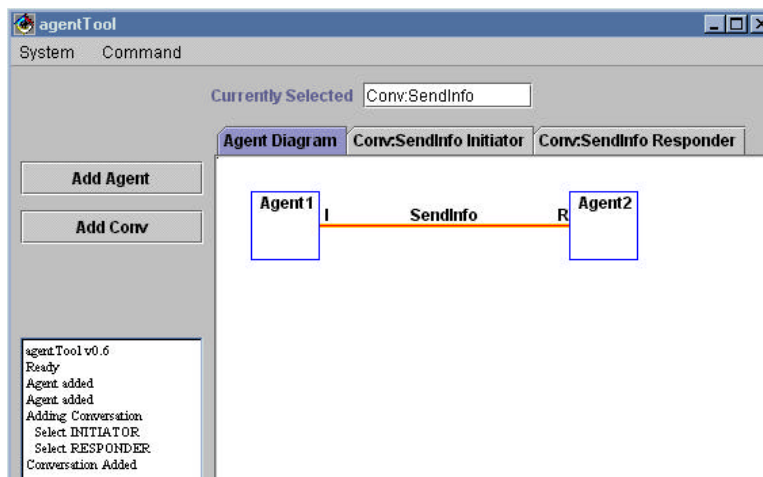 agentTool
System Command
Currently Selected Conv:SendInfo
Agent Diagram Conv:SendInfo Initiator Conv:SendInfo Responder
Add Agent
Add Conv
Agent1 I SendInfo R Agent2
agentTool v0.6
Ready
Agent added
Agent added
Adding Conversation
Select INITIATOR
Select RESPONDER
Conversation Added